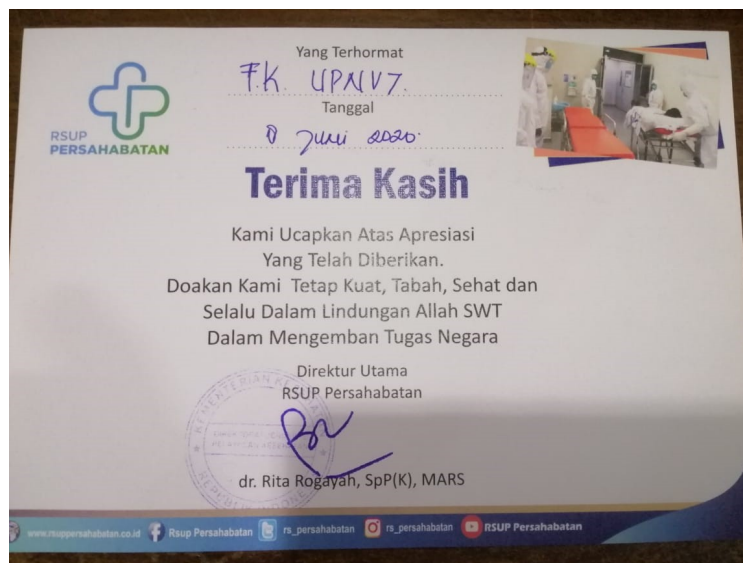 Yang Terhormat
F.K. UPNVJ.
Tanggal
8 Juni 2020.
RSUP
PERSAHABATAN
Terima Kasih
Kami Ucapkan Atas Apresiasi
Yang Telah Diberikan.
Doakan Kami Tetap Kuat, Tabah, Sehat dan
Selalu Dalam Lindungan Allah SWT
Dalam Mengemban Tugas Negara
Direktur Utama
RSUP Persahabatan
KEMENTERIAN
dr. Rita Rogayah, SpP(K), MARS
www.rsuppersahabatan.co.id Rsup Persahabatan rs_persahabatan rs_persahabatan RSUP Persahabatan